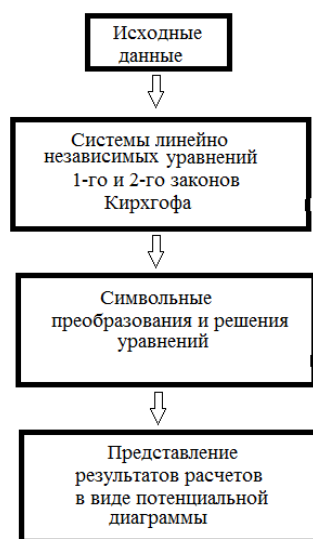 Исходные
данные
Системы линейно
независимых уравнений
1-го и 2-го законов
Кирхгофа
Символьные
преобразования и решения
уравнений
Представление
результатов расчетов
в виде потенциальной
диаграммы